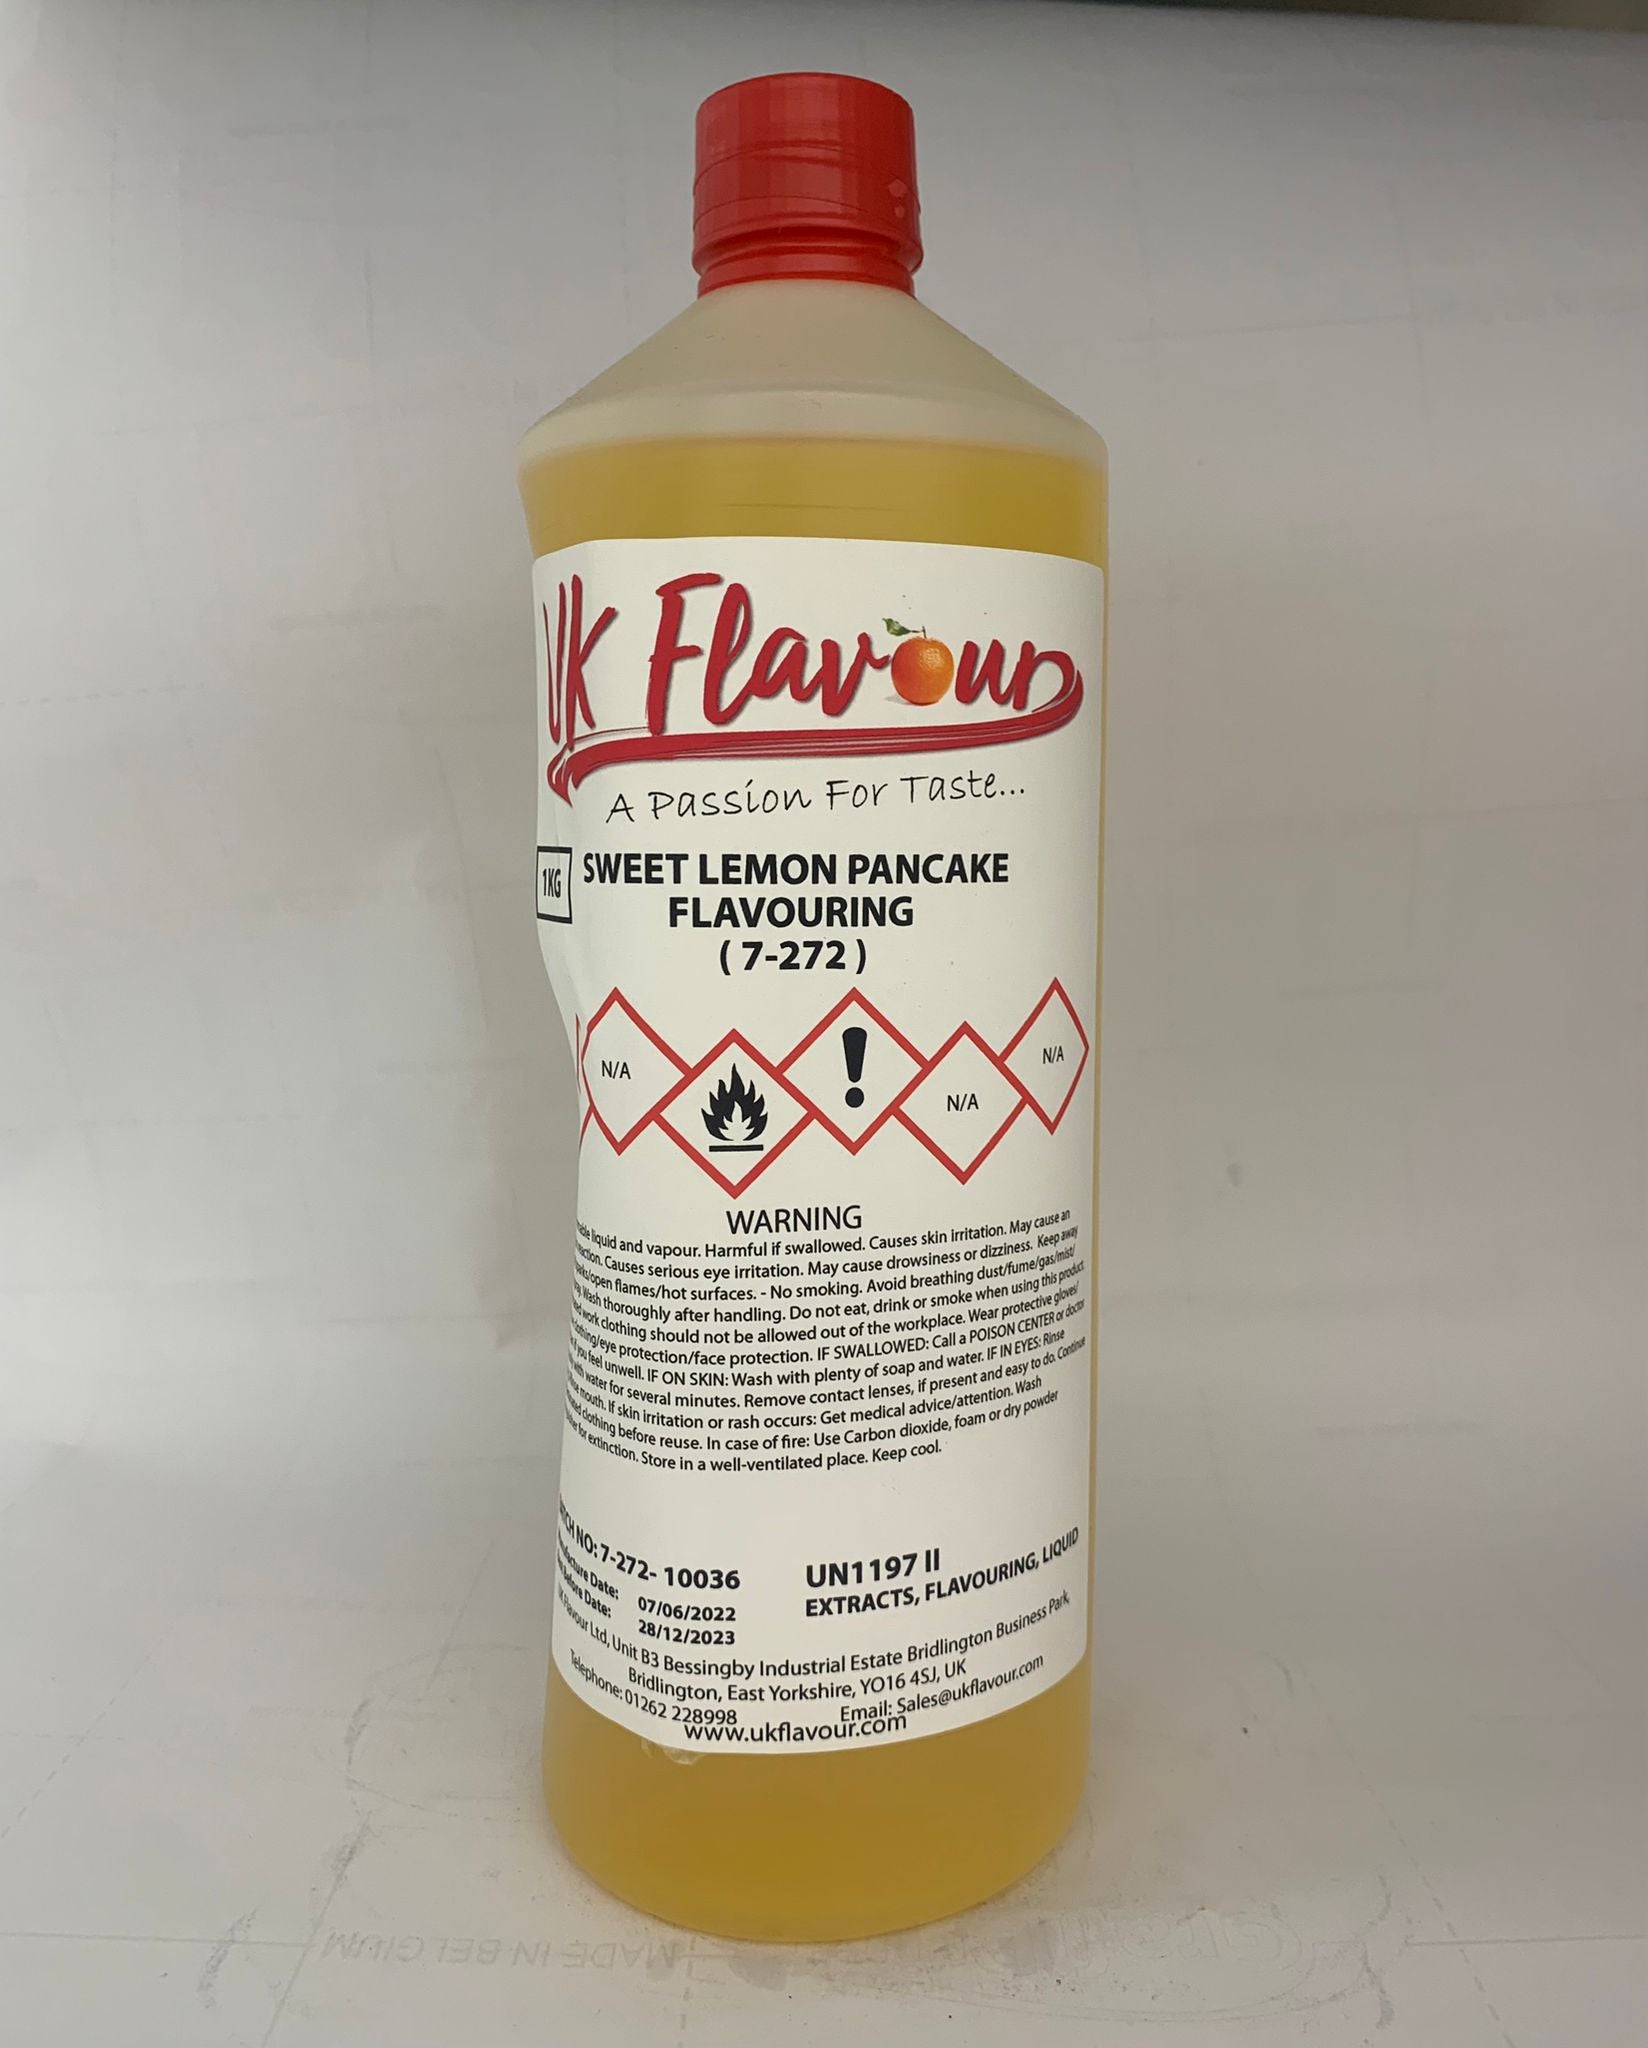 UK Flavour
A Passion For Taste...
1KG
SWEET LEMON PANCAKE
FLAVOURING
( 7-272 )
N/A
N/A
N/A
WARNING
liquid and vapour. Harmful if swallowed. Causes skin irritation. May cause an
Causes serious eye irritation. May cause drowsiness or dizziness. Keep away
/open flames/hot surfaces. - No smoking. Avoid breathing dust/fume/gas/mist/
Wash thoroughly after handling. Do not eat, drink or smoke when using this product.
work clothing should not be allowed out of the workplace. Wear protective gloves/
clothing/eye protection/face protection. IF SWALLOWED: Call a POISON CENTER or doctor
if you feel unwell. IF ON SKIN: Wash with plenty of soap and water. IF IN EYES: Rinse
with water for several minutes. Remove contact lenses, if present and easy to do. Continue
mouth. If skin irritation or rash occurs: Get medical advice/attention. Wash
clothing before reuse. In case of fire: Use Carbon dioxide, foam or dry powder
for extinction. Store in a well-ventilated place. Keep cool.
NO: 7-272- 10036
Date: 07/06/2022
Before Date: 28/12/2023
UN1197 II
EXTRACTS, FLAVOURING, LIQUID
UK Flavour Ltd, Unit B3 Bessingby Industrial Estate Bridlington Business Park,
Bridlington, East Yorkshire, YO16 4SJ, UK
Telephone: 01262 228998
Email: Sales@ukflavour.com
www.ukflavour.com
MADE IN BELGIUM